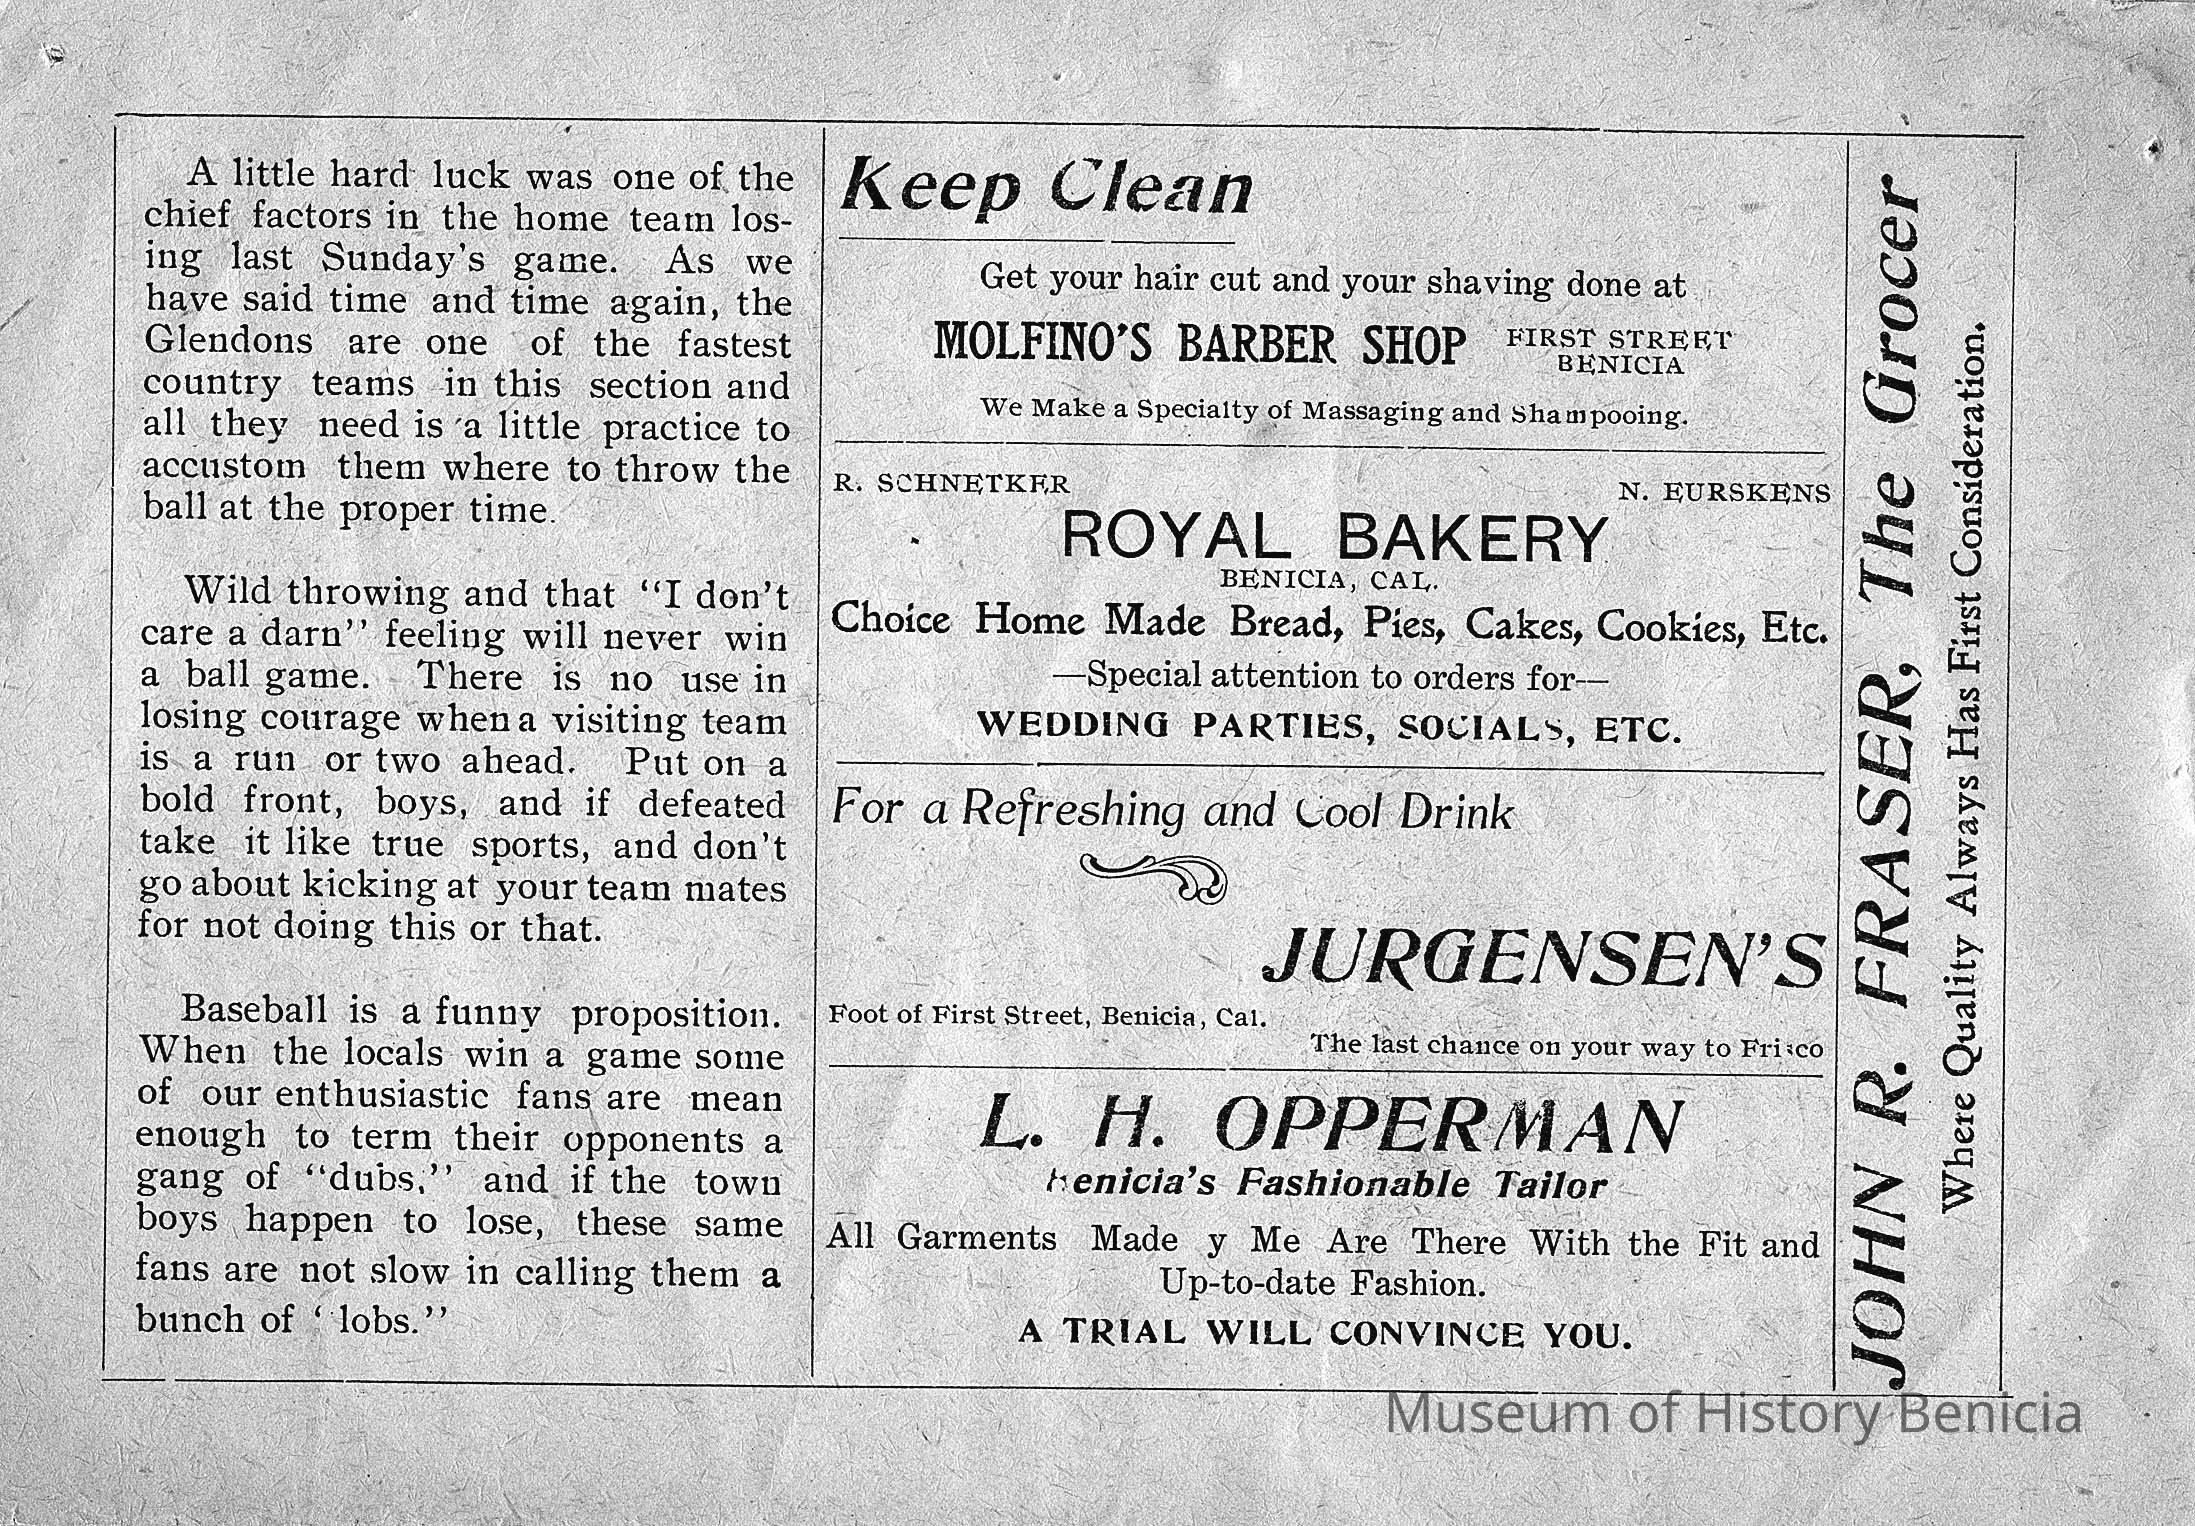 A little hard luck was one of the
chief factors in the home team los-
ing last Sunday's game. As we
have said time and time again, the
Glendons are one of the fastest
country teams in this section and
all they need is a little practice to
accustom them where to throw the
ball at the proper time.
Wild throwing and that "I don't
care a darn" feeling will never win
a ball game. There is no use in
losing courage when a visiting team
is a run or two ahead. Put on a
bold front, boys, and if defeated
take it like true sports, and don't
go about kicking at your team mates
for not doing this or that.
Baseball is a funny proposition.
When the locals win a game some
of our enthusiastic fans are mean
enough to term their opponents a
gang of "dubs," and if the town
boys happen to lose, these same
fans are not slow in calling them a
bunch of ' lobs."
Keep Clean
Get your hair cut and your shaving done at
MOLFINO'S BARBER SHOP FIRST STREET
BENICIA
We Make a Specialty of Massaging and Shampooing.
R. SCHNETKER N. EURSKENS
ROYAL BAKERY
BENICIA, CAL.
Choice Home Made Bread, Pies, Cakes, Cookies, Etc.
—Special attention to orders for—
WEDDING PARTIES, SOCIALS, ETC.
For a Refreshing and Cool Drink
JURGENSEN'S
Foot of First Street, Benicia, Cal.
The last chance on your way to Frisco
L. H. OPPERMAN
Benicia's Fashionable Tailor
All Garments Made y Me Are There With the Fit and
Up-to-date Fashion.
A TRIAL WILL CONVINCE YOU.
JOHN R. FRASER, The Grocer
Where Quality Always Has First Consideration.
Museum of History Benicia